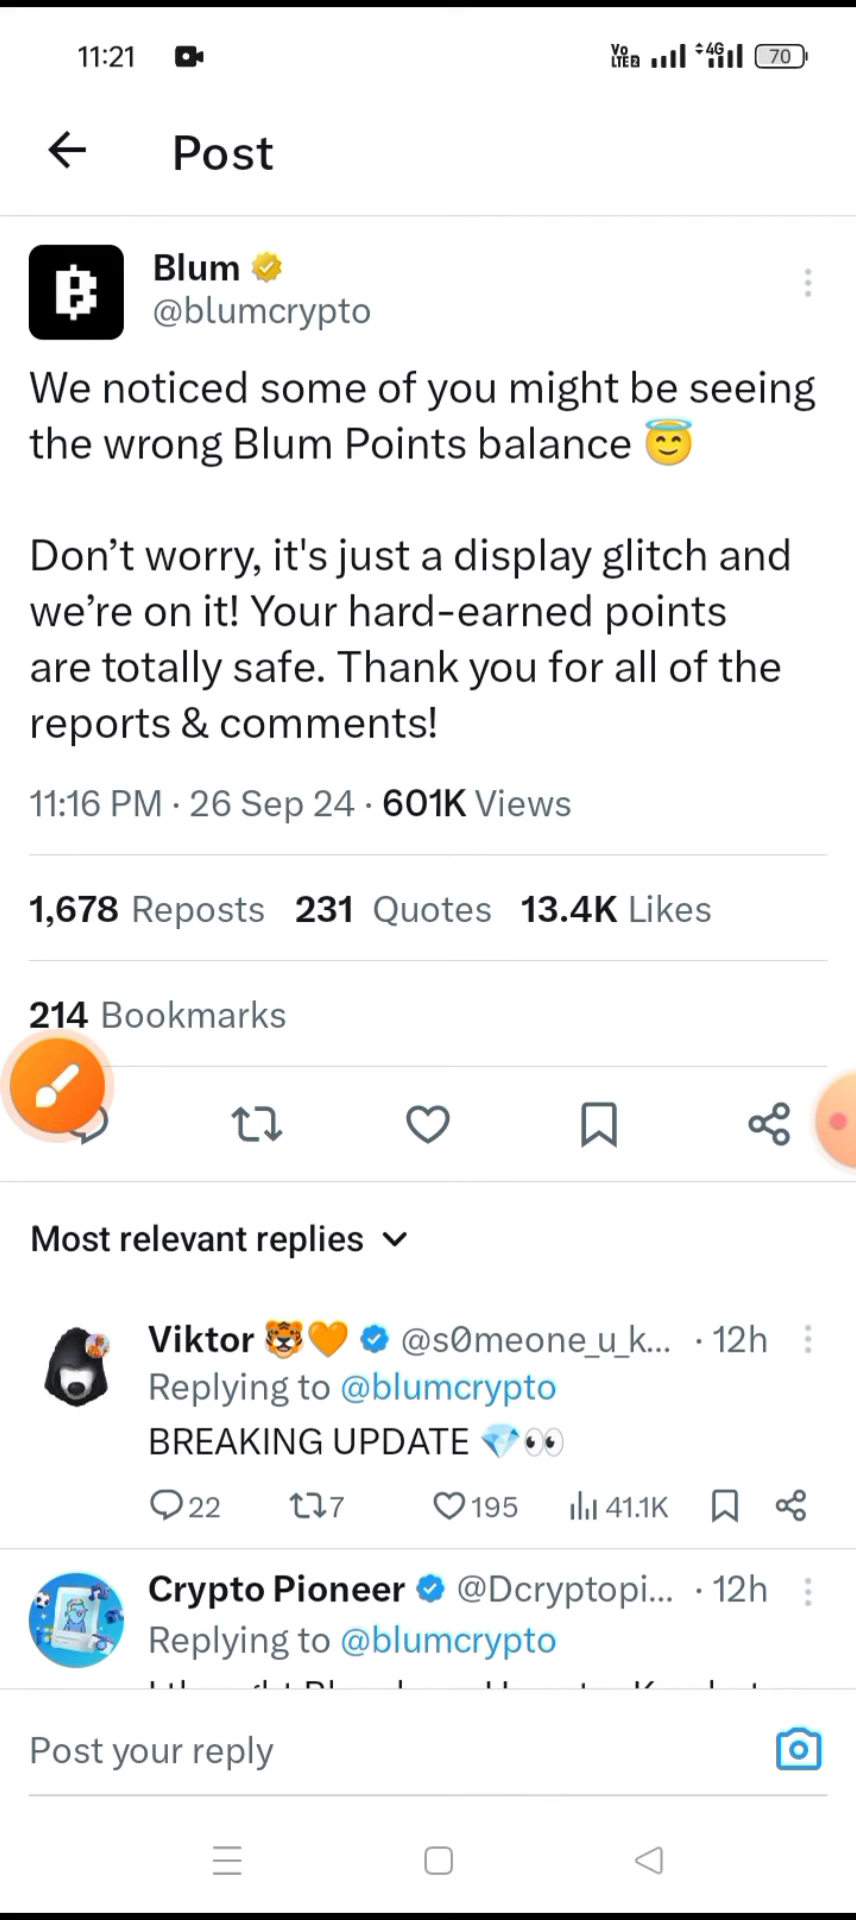 11:21
Vo LTE2 4G 70
Post
Blum
@blumcrypto
We noticed some of you might be seeing
the wrong Blum Points balance 😇
Don’t worry, it's just a display glitch and
we’re on it! Your hard-earned points
are totally safe. Thank you for all of the
reports & comments!
11:16 PM · 26 Sep 24 · 601K Views
1,678 Reposts 231 Quotes 13.4K Likes
214 Bookmarks
Most relevant replies
Viktor 🐯🧡 @s0meone_u_k... · 12h
Replying to @blumcrypto
BREAKING UPDATE 💎👀
22 7 195 41.1K
Crypto Pioneer @Dcryptopi... · 12h
Replying to @blumcrypto
Post your reply